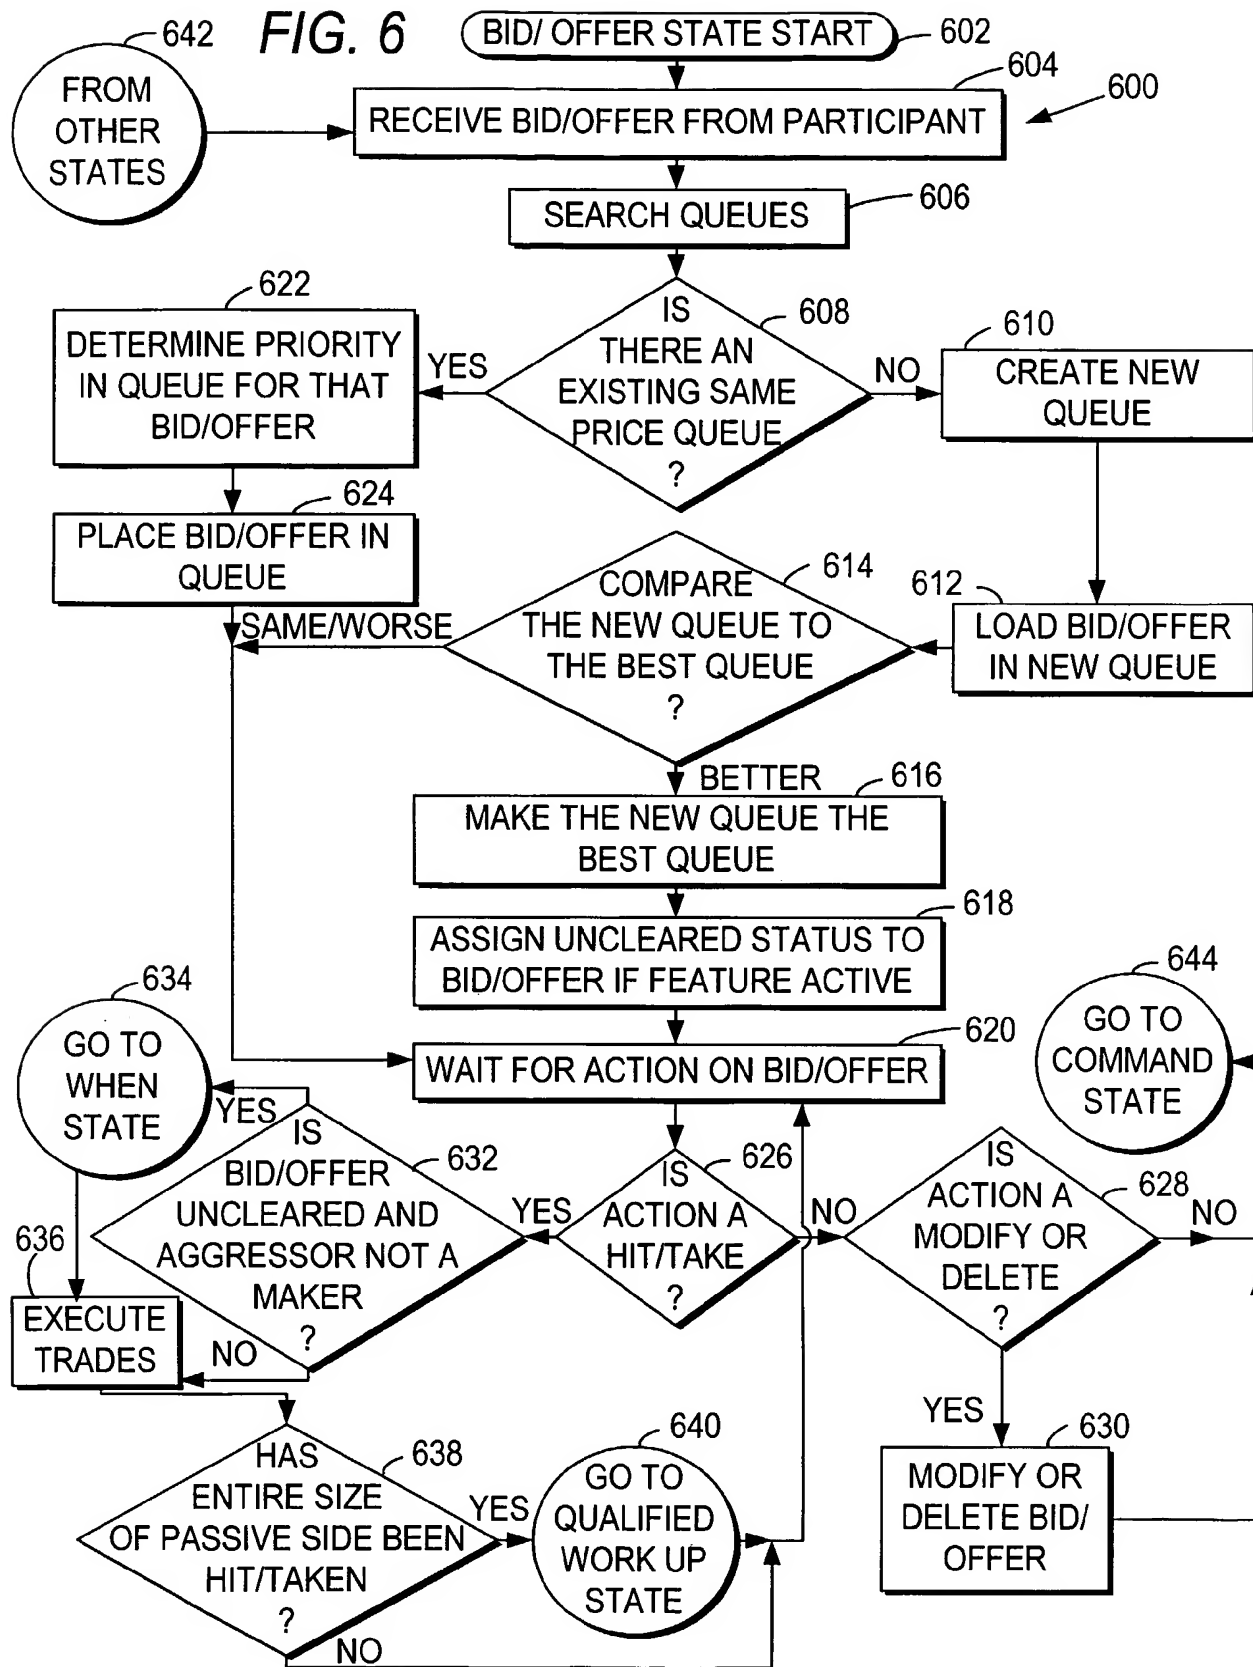 FIG. 6
642
FROM
OTHER
STATES
BID/ OFFER STATE START
602
604
600
RECEIVE BID/OFFER FROM PARTICIPANT
SEARCH QUEUES
606
622
DETERMINE PRIORITY
IN QUEUE FOR THAT
BID/OFFER
YES
IS
THERE AN
EXISTING SAME
PRICE QUEUE
?
608
NO
610
CREATE NEW
QUEUE
624
PLACE BID/OFFER IN
QUEUE
SAME/WORSE
COMPARE
THE NEW QUEUE TO
THE BEST QUEUE
?
614
612
LOAD BID/OFFER
IN NEW QUEUE
BETTER
616
MAKE THE NEW QUEUE THE
BEST QUEUE
618
ASSIGN UNCLEARED STATUS TO
BID/OFFER IF FEATURE ACTIVE
634
GO TO
WHEN
STATE
620
WAIT FOR ACTION ON BID/OFFER
644
GO TO
COMMAND
STATE
YES
IS
BID/OFFER
UNCLEARED AND
AGGRESSOR NOT A
MAKER
?
632
YES
IS
ACTION A
HIT/TAKE
?
626
NO
IS
ACTION A
MODIFY OR
DELETE
?
628
NO
636
EXECUTE
TRADES
NO
YES
630
MODIFY OR
DELETE BID/
OFFER
HAS
ENTIRE SIZE
OF PASSIVE SIDE BEEN
HIT/TAKEN
?
638
YES
640
GO TO
QUALIFIED
WORK UP
STATE
NO